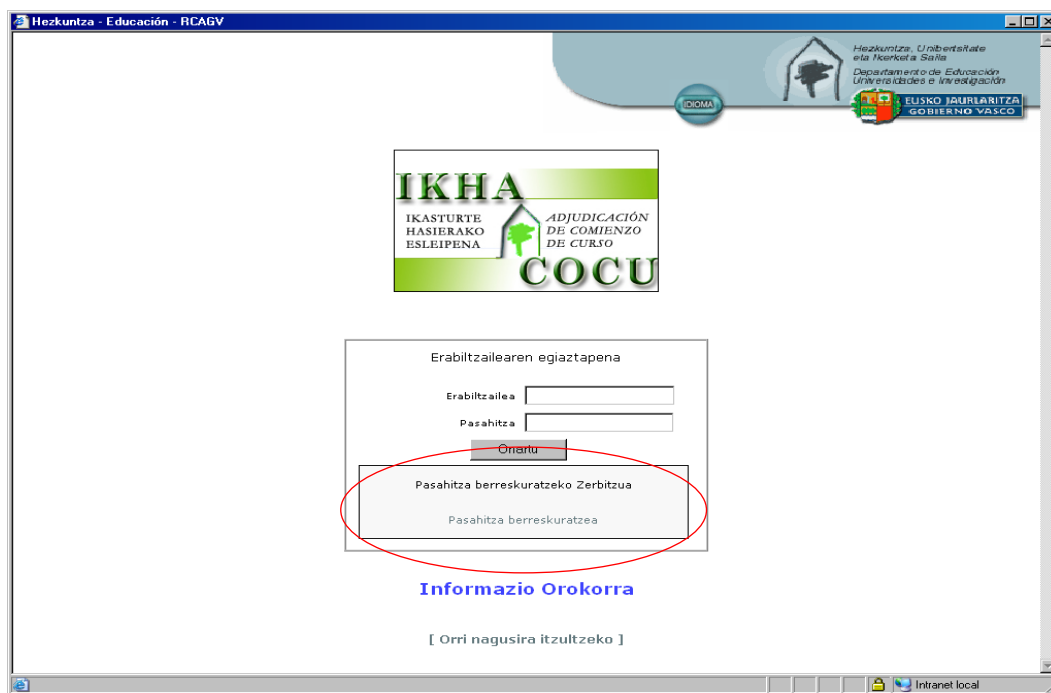 Hezkuntza - Educación - RCAGV
Hezkuntza, Unibertsitate
eta Ikerketa Saila
Departamento de Educación
Universidades e Investigación
IDIOMA
EUSKO JAURLARITZA
GOBIERNO VASCO
IKHA
IKASTURTE
HASIERAKO
ESLEIPENA
ADJUDICACIÓN
DE COMIENZO
DE CURSO
COCU
Erabiltzailearen egiaztapena
Erabiltzailea
Pasahitza
Onartu
Pasahitza berreskuratzeko Zerbitzua
Pasahitza berreskuratzea
Informazio Orokorra
[ Orri nagusira itzultzeko ]
Intranet local